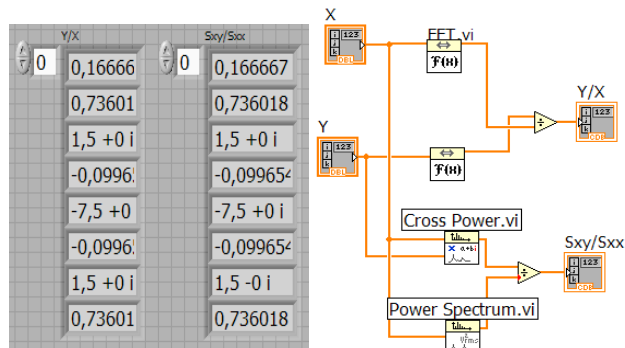 Y/X
Sxy/Sxx
0
0
0,16666
0,166667
0,73601
0,736018
1,5 +0 i
1,5 +0 i
-0,0996
-0,099654
-7,5 +0
-7,5 +0 i
-0,0996
-0,099654
1,5 +0 i
1,5 -0 i
0,73601
0,736018
X
123
DBL
FFT.vi
F(x)
Y/X
123
CDB
Y
123
DBL
F(x)
Cross Power.vi
x a+bi
Sxy/Sxx
123
CDB
Power Spectrum.vi
Vrms